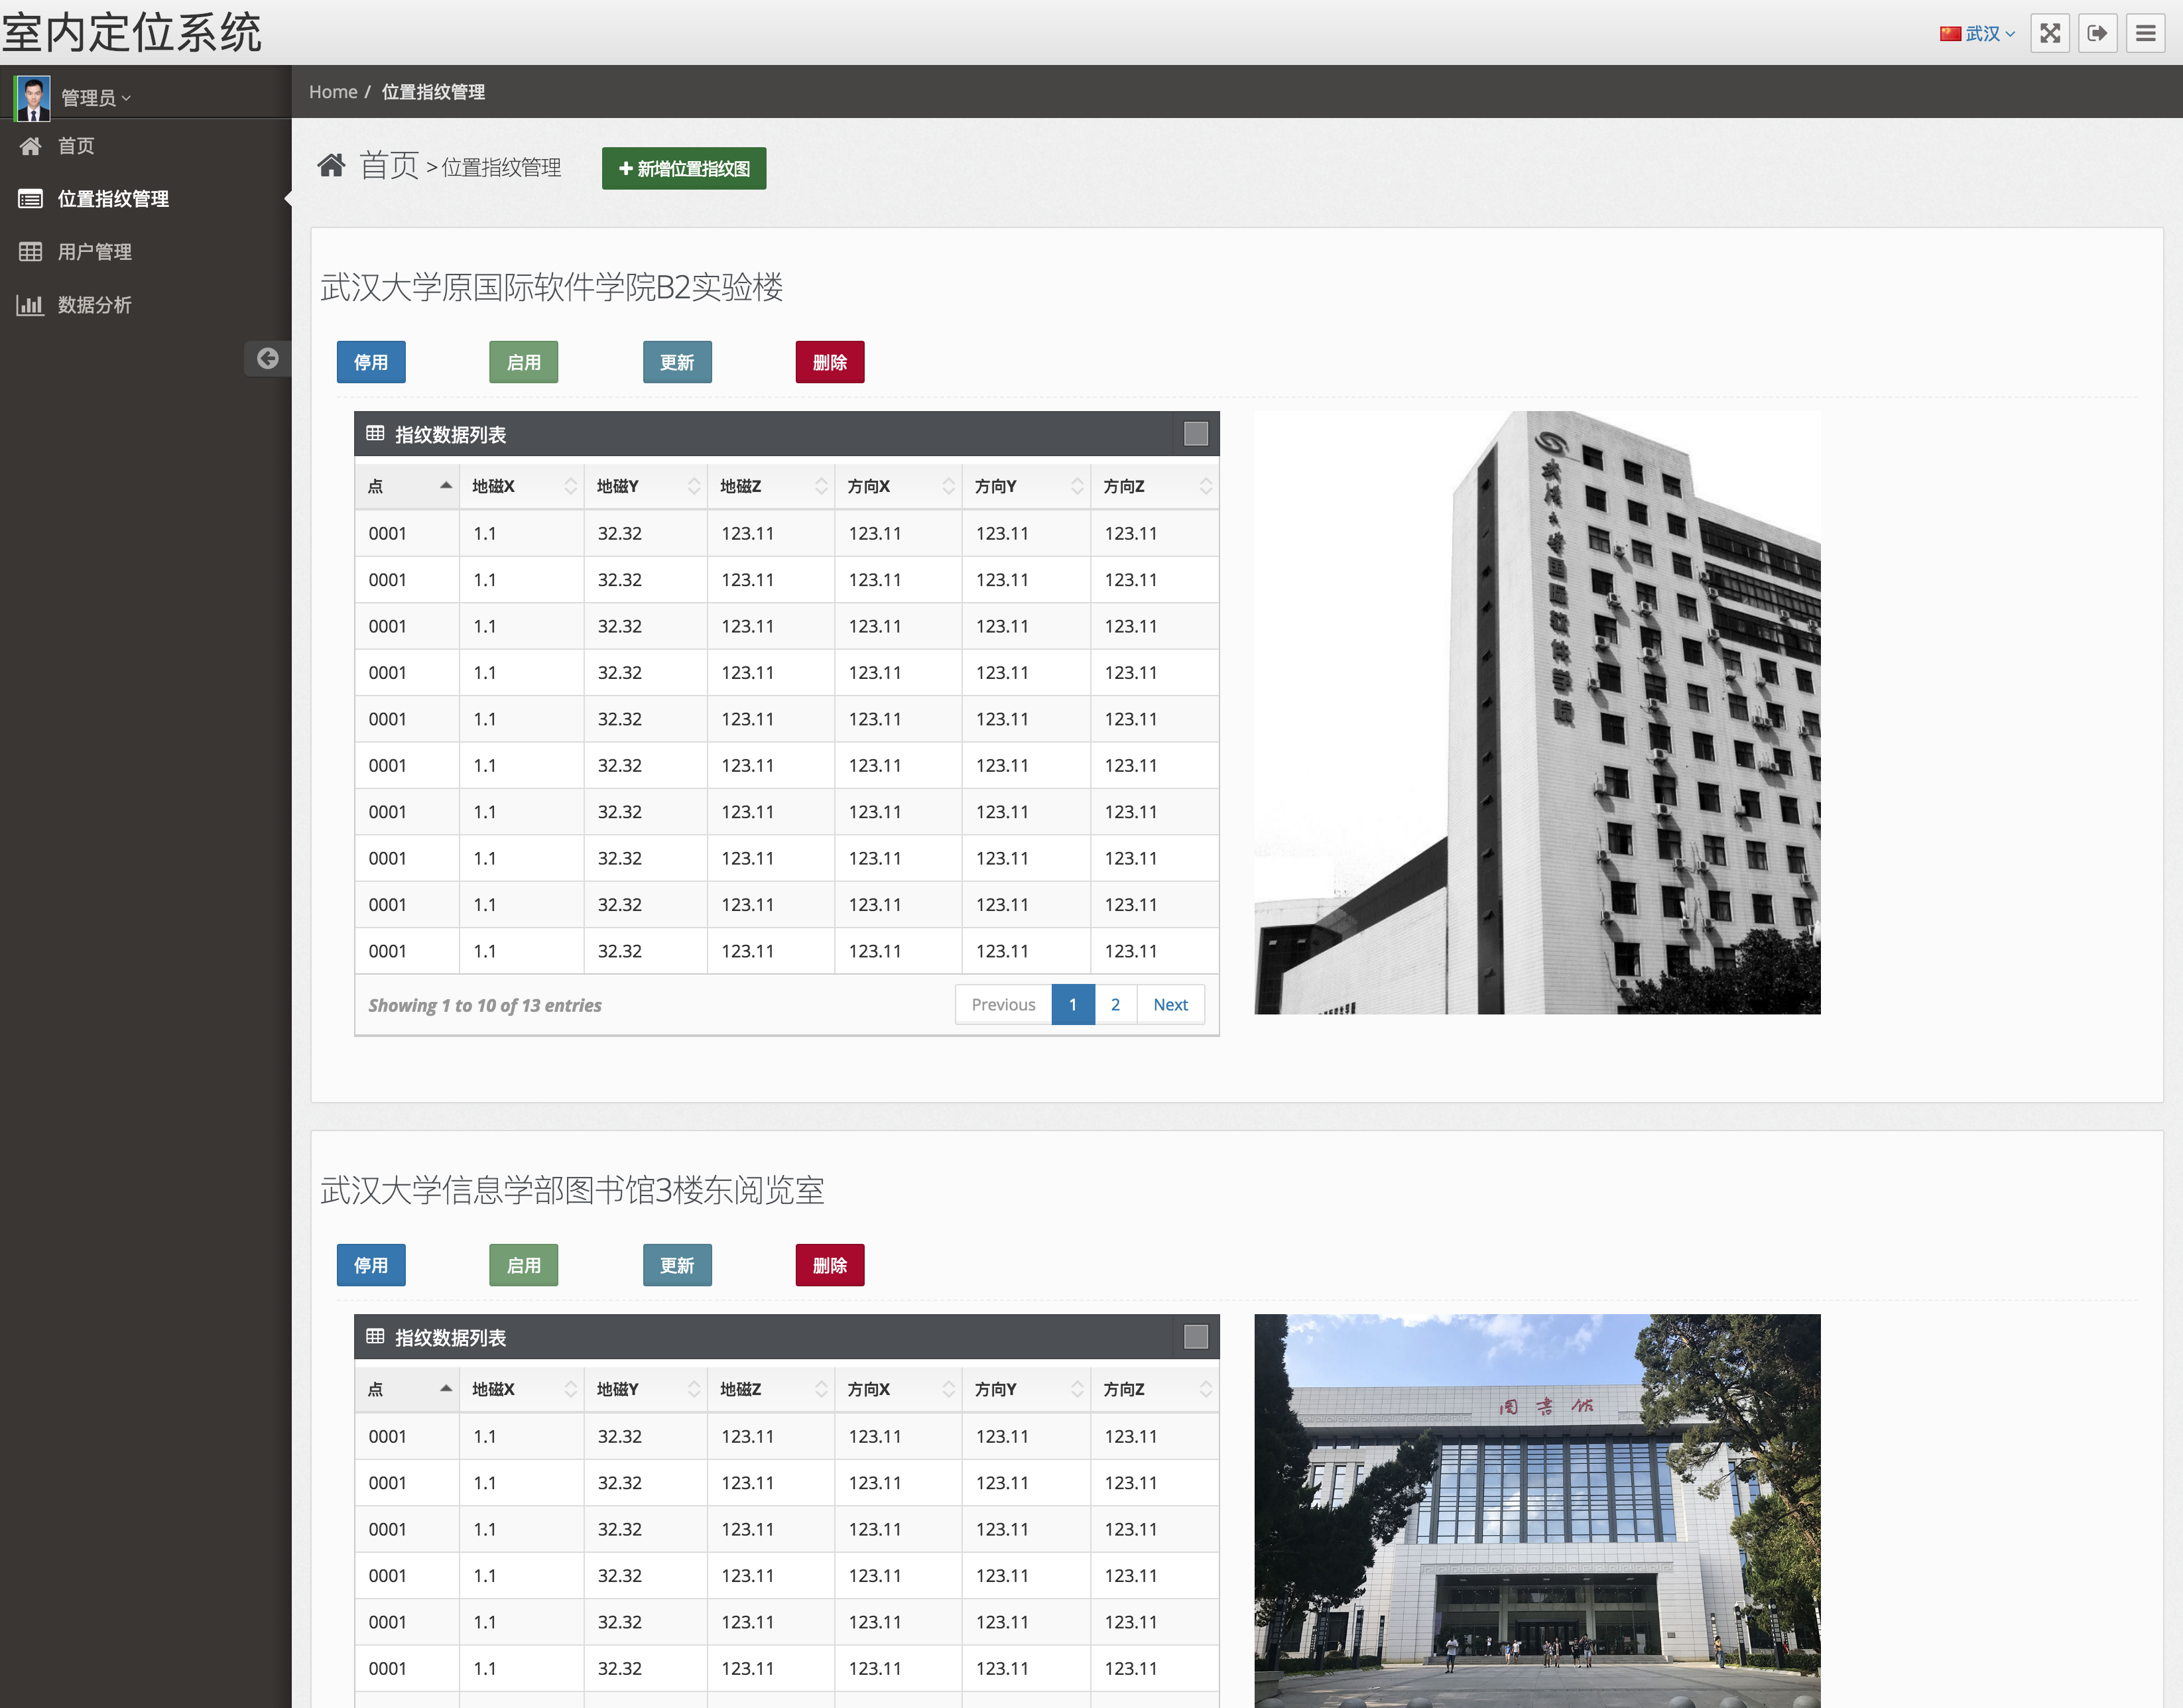 室内定位系统
武汉
管理员
Home / 位置指纹管理
首页
位置指纹管理
用户管理
数据分析
首页 > 位置指纹管理
新增位置指纹图
武汉大学原国际软件学院B2实验楼
停用 启用 更新 删除
指纹数据列表
点 地磁X 地磁Y 地磁Z 方向X 方向Y 方向Z
0001 1.1 32.32 123.11 123.11 123.11 123.11
0001 1.1 32.32 123.11 123.11 123.11 123.11
0001 1.1 32.32 123.11 123.11 123.11 123.11
0001 1.1 32.32 123.11 123.11 123.11 123.11
0001 1.1 32.32 123.11 123.11 123.11 123.11
0001 1.1 32.32 123.11 123.11 123.11 123.11
0001 1.1 32.32 123.11 123.11 123.11 123.11
0001 1.1 32.32 123.11 123.11 123.11 123.11
0001 1.1 32.32 123.11 123.11 123.11 123.11
0001 1.1 32.32 123.11 123.11 123.11 123.11
Showing 1 to 10 of 13 entries
Previous 1 2 Next
武汉大学国际软件学院
武汉大学信息学部图书馆3楼东阅览室
停用 启用 更新 删除
指纹数据列表
点 地磁X 地磁Y 地磁Z 方向X 方向Y 方向Z
0001 1.1 32.32 123.11 123.11 123.11 123.11
0001 1.1 32.32 123.11 123.11 123.11 123.11
0001 1.1 32.32 123.11 123.11 123.11 123.11
0001 1.1 32.32 123.11 123.11 123.11 123.11
0001 1.1 32.32 123.11 123.11 123.11 123.11
0001 1.1 32.32 123.11 123.11 123.11 123.11
图书馆